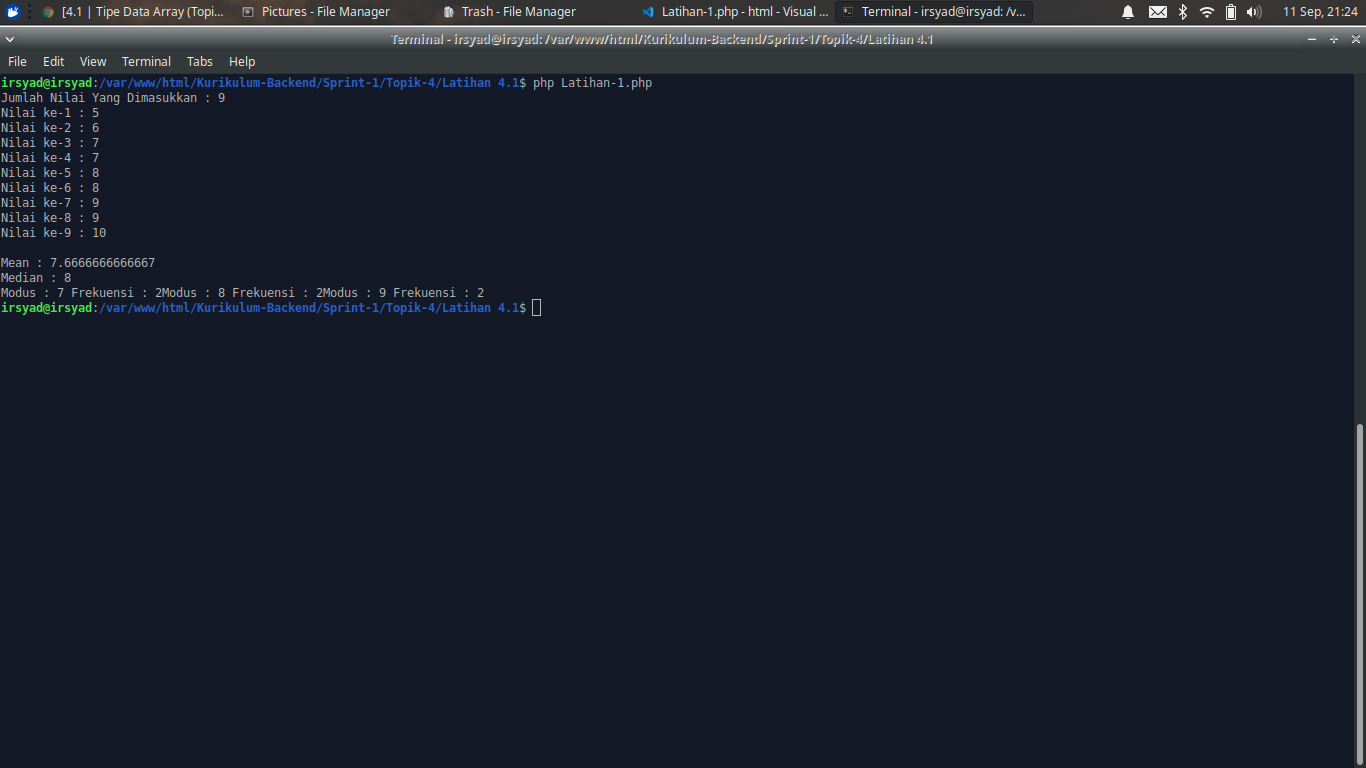 [4.1 | Tipe Data Array (Topi...
Pictures - File Manager
Trash - File Manager
Latihan-1.php - html - Visual ...
Terminal - irsyad@irsyad: /v...
11 Sep, 21:24
Terminal - irsyad@irsyad: /var/www/html/Kurikulum-Backend/Sprint-1/Topik-4/Latihan 4.1
File Edit View Terminal Tabs Help
irsyad@irsyad:/var/www/html/Kurikulum-Backend/Sprint-1/Topik-4/Latihan 4.1$ php Latihan-1.php
Jumlah Nilai Yang Dimasukkan : 9
Nilai ke-1 : 5
Nilai ke-2 : 6
Nilai ke-3 : 7
Nilai ke-4 : 7
Nilai ke-5 : 8
Nilai ke-6 : 8
Nilai ke-7 : 9
Nilai ke-8 : 9
Nilai ke-9 : 10
Mean : 7.6666666666667
Median : 8
Modus : 7 Frekuensi : 2Modus : 8 Frekuensi : 2Modus : 9 Frekuensi : 2
irsyad@irsyad:/var/www/html/Kurikulum-Backend/Sprint-1/Topik-4/Latihan 4.1$